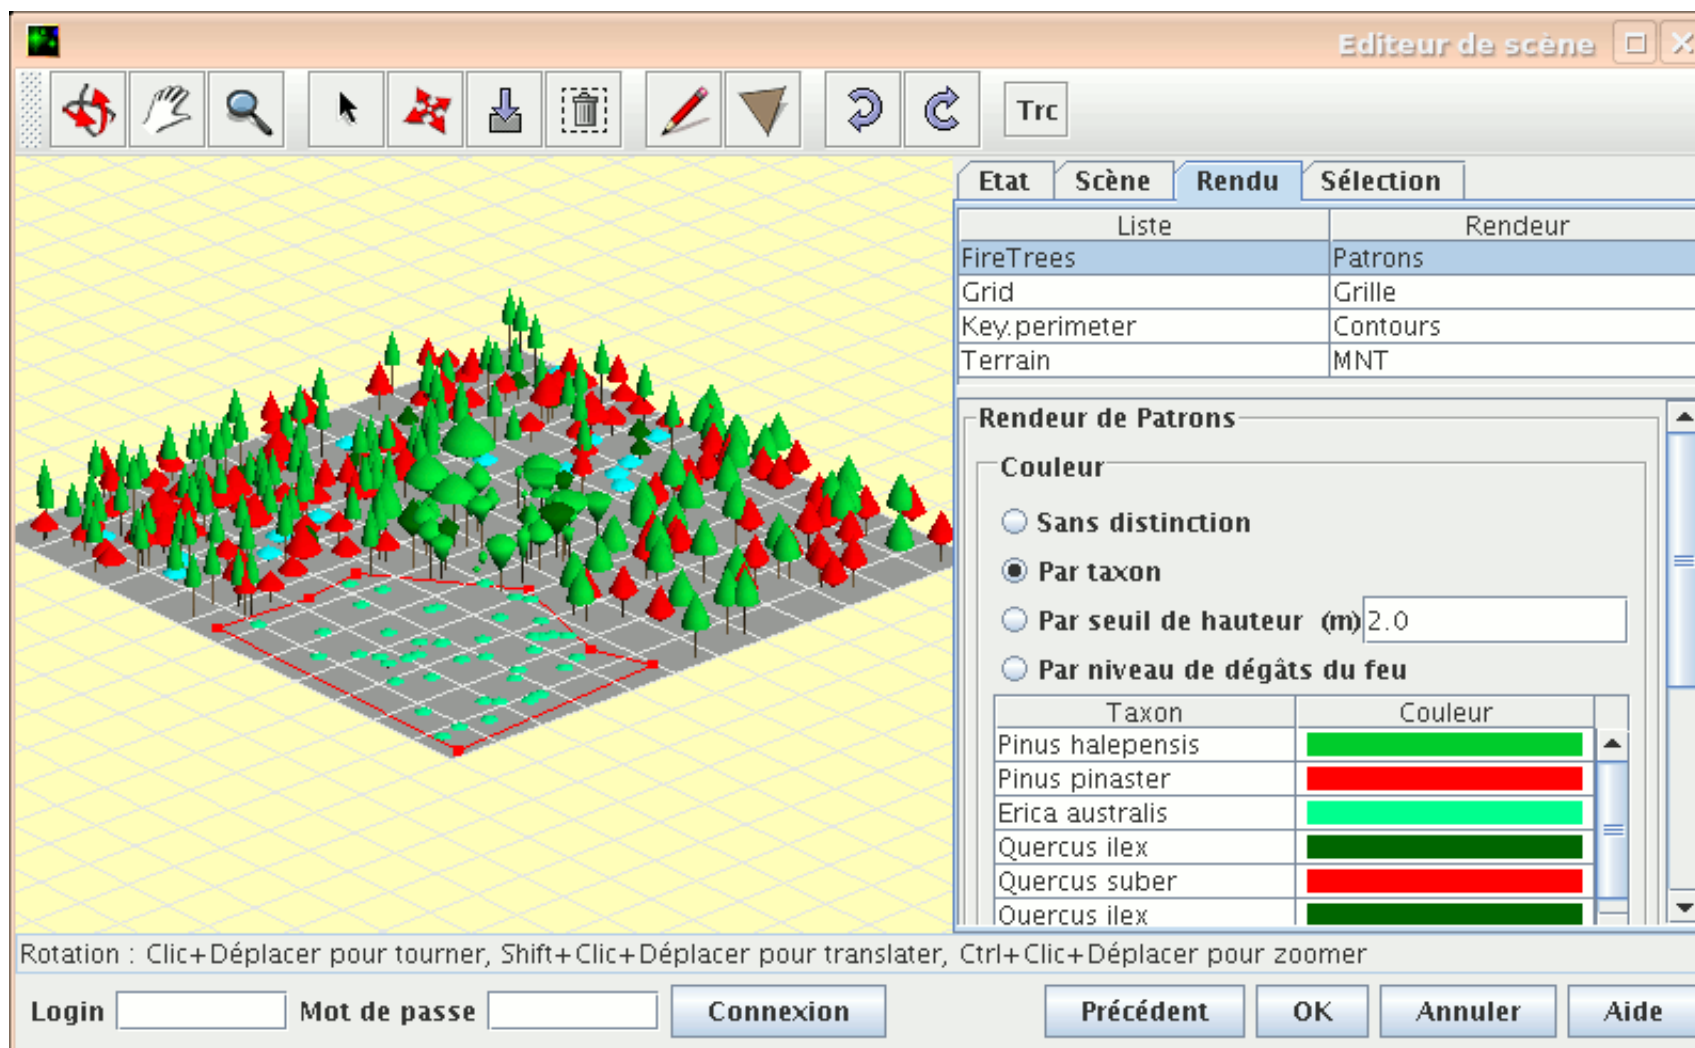 Editeur de scène
Trc
Etat Scène Rendu Sélection
Liste Rendeur
FireTrees Patrons
Grid Grille
Key.perimeter Contours
Terrain MNT
Rendeur de Patrons
Couleur
Sans distinction
Par taxon
Par seuil de hauteur (m) 2.0
Par niveau de dégâts du feu
Taxon Couleur
Pinus halepensis
Pinus pinaster
Erica australis
Quercus ilex
Quercus suber
Quercus ilex
Rotation : Clic+Déplacer pour tourner, Shift+Clic+Déplacer pour translater, Ctrl+Clic+Déplacer pour zoomer
Login Mot de passe Connexion Précédent OK Annuler Aide